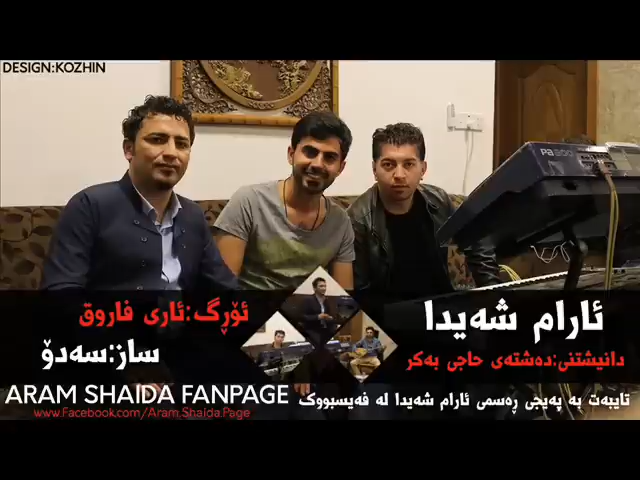 DESIGN:KOZHIN
PA800
ئارام شەیدا
ئۆرگ:ئاری فاروق
دانیشتنی:دەشتەی حاجی بەکر
ساز:سەدۆ
ARAM SHAIDA FANPAGE
تایبەت بە پەیجی ڕەسمی ئارام شەیدا لە فەیسبووک
www.Facebook.com/Aram.Shaida.Page